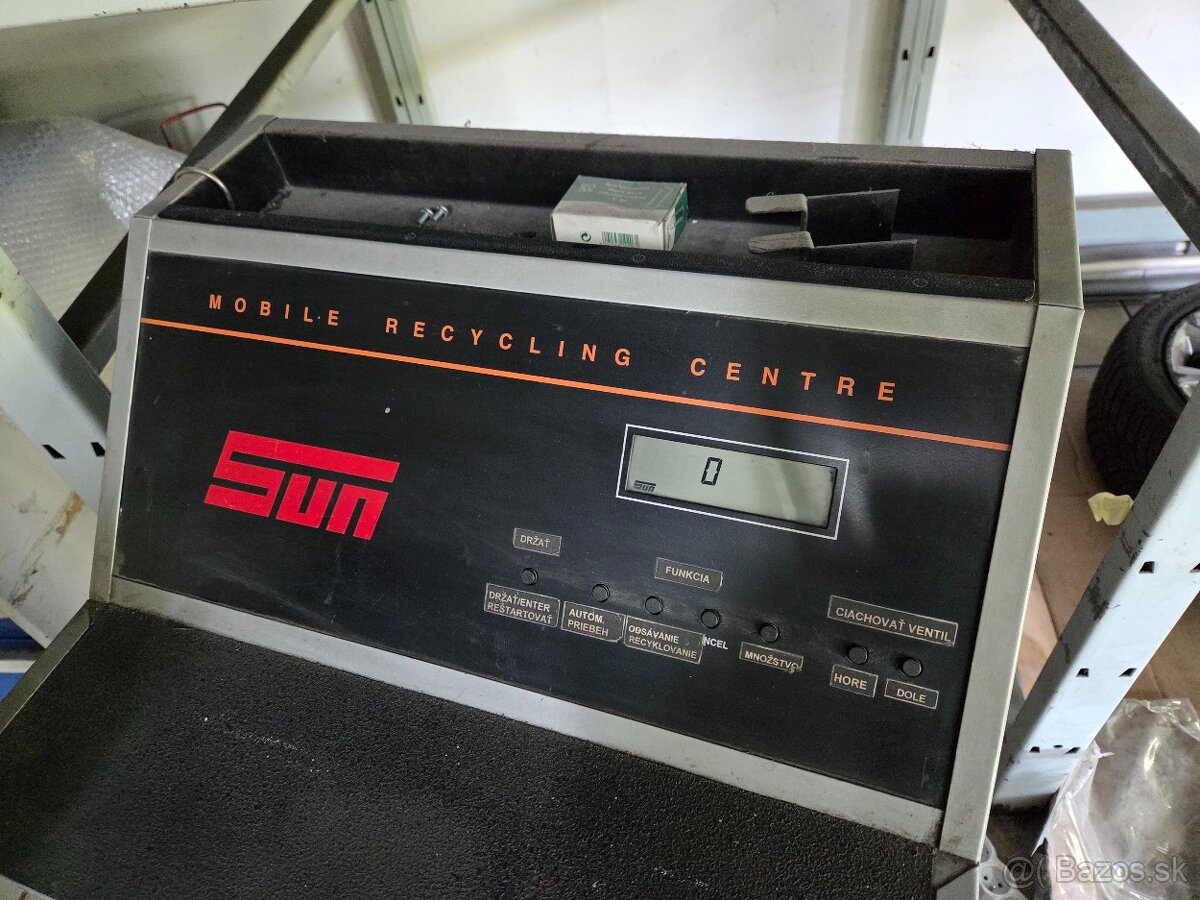 MOBILE RECYCLING CENTRE
Sun
0
Sun
DRŽAŤ
FUNKCIA
CIACHOVAŤ VENTIL
DRŽAŤ/ENTER
REŠTARTOVAŤ
AUTOM.
PRIEBEH
ODSÁVANIE
RECYKLOVANIE
NCEL
MNOŽSTVO
HORE
DOLE
Bazos.sk